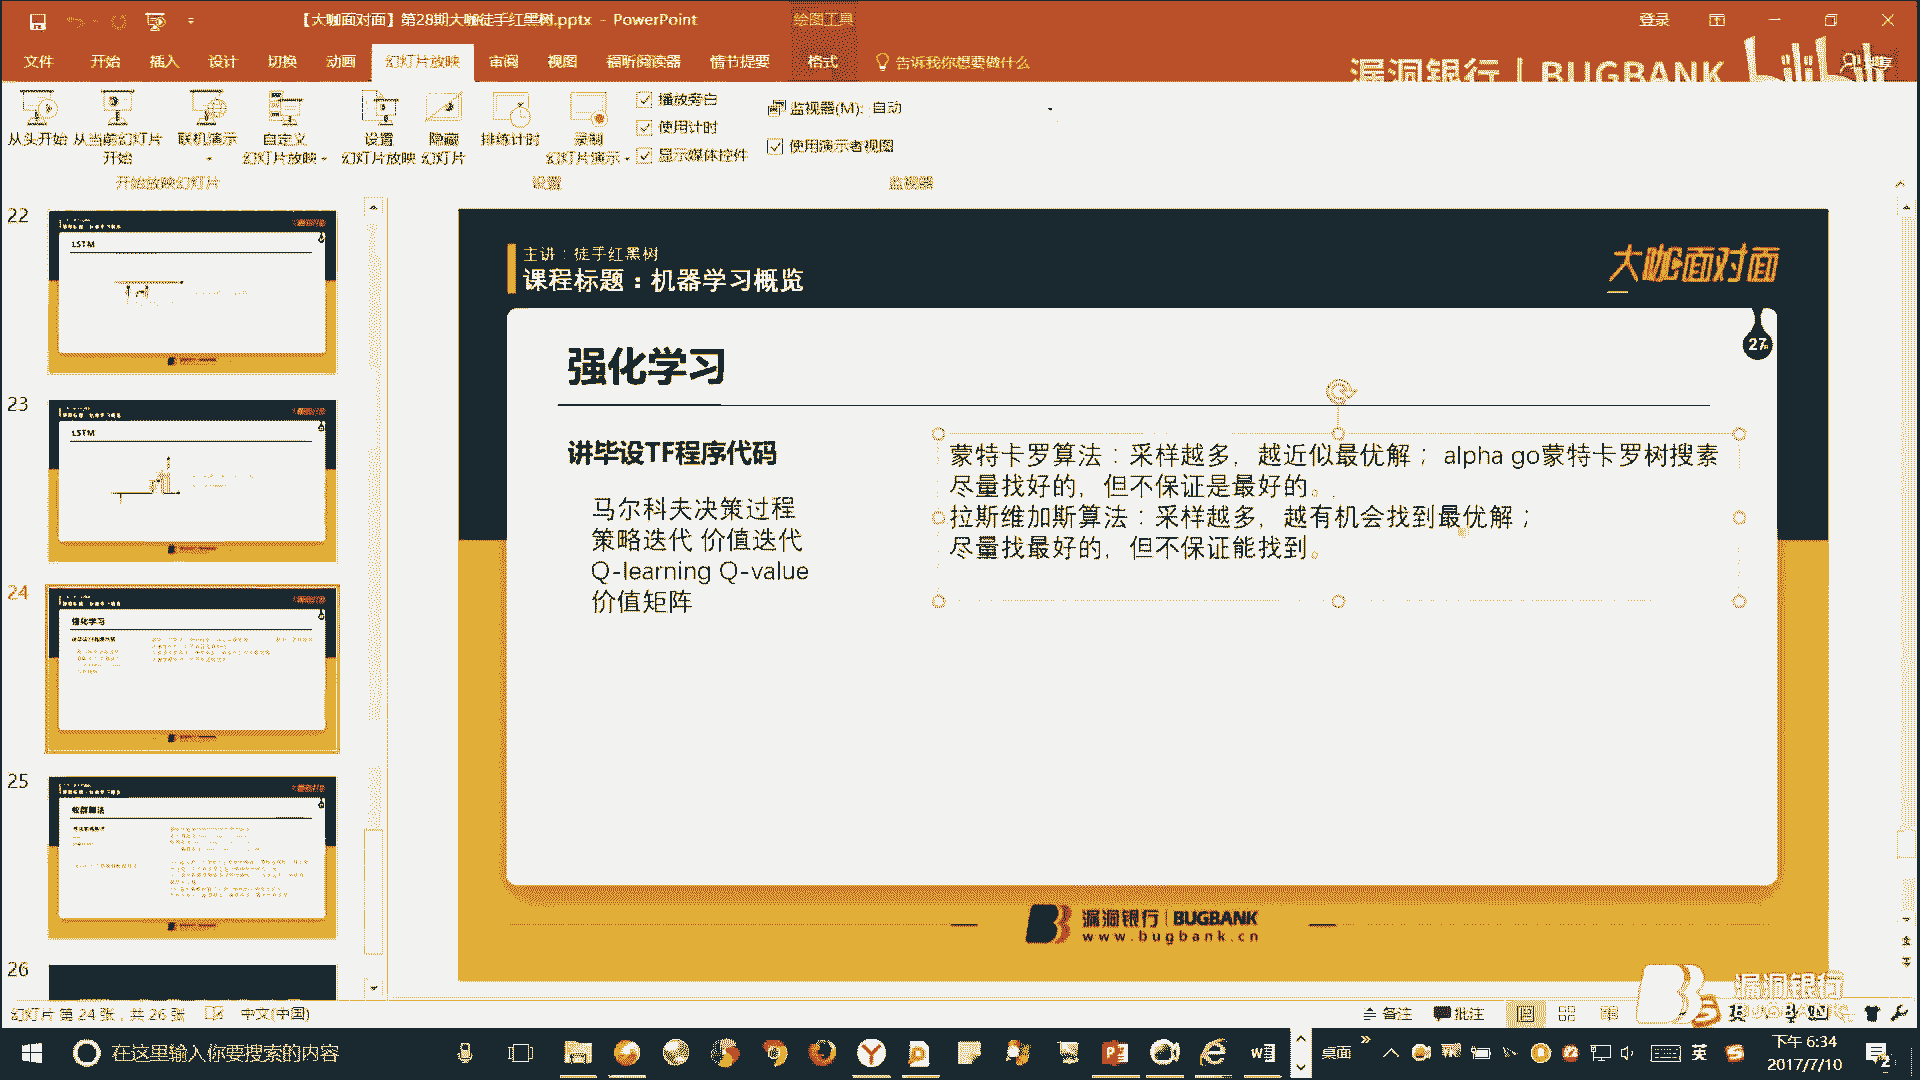 【大咖面对面】第28期大咖徒手红黑树.pptx - PowerPoint
绘图工具
登录
文件 开始 插入 设计 切换 动画 幻灯片放映 审阅 视图 福昕阅读器 情节提要 格式 告诉我你想要做什么
漏洞银行 | BUGBANK bilibili
从头开始 从当前幻灯片 联机演示 自定义 设置 隐藏 排练计时 录制
开始 幻灯片放映 幻灯片放映 幻灯片 幻灯片演示
播放旁白
使用计时
显示媒体控件
监视器(M): 自动
使用演示者视图
开始放映幻灯片 设置 监视器
22
LSTM
23
LSTM
24
强化学习
25
26
主讲：徒手红黑树
课程标题：机器学习概览
大咖面对面
27
强化学习
讲毕设TF程序代码
马尔科夫决策过程
策略迭代 价值迭代
Q-learning Q-value
价值矩阵
蒙特卡罗算法：采样越多，越近似最优解； alpha go蒙特卡罗树搜素
尽量找好的，但不保证是最好的。
拉斯维加斯算法：采样越多，越有机会找到最优解；
尽量找最好的，但不保证能找到。
漏洞银行 | BUGBANK
www.bugbank.cn
漏洞银行
BUGBANK
幻灯片 第 24 张，共 26 张 中文(中国)
备注 批注
在这里输入你要搜索的内容
桌面
英
下午 6:34
2017/7/10
2